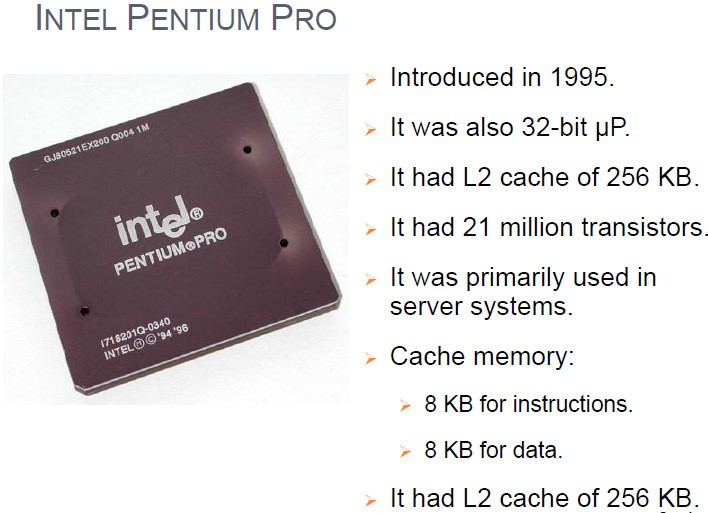 INTEL PENTIUM PRO
GJ80521EX200 Q004 1M
intel®
PENTIUM®PRO
I718201Q-0340
INTEL Ⓜ © '94 '96
Introduced in 1995.
It was also 32-bit µP.
It had L2 cache of 256 KB.
It had 21 million transistors.
It was primarily used in
server systems.
Cache memory:
8 KB for instructions.
8 KB for data.
It had L2 cache of 256 KB.